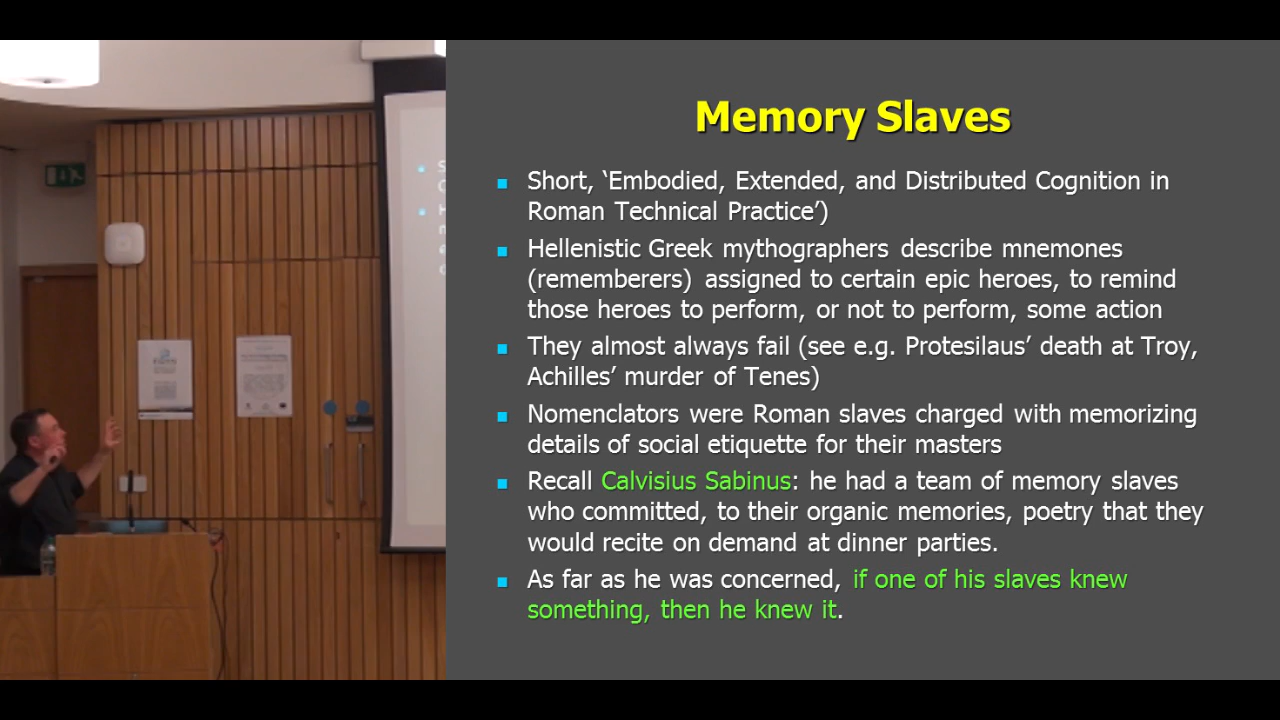 Memory Slaves
Short, ‘Embodied, Extended, and Distributed Cognition in
Roman Technical Practice’)
Hellenistic Greek mythographers describe mnemones
(rememberers) assigned to certain epic heroes, to remind
those heroes to perform, or not to perform, some action
They almost always fail (see e.g. Protesilaus’ death at Troy,
Achilles’ murder of Tenes)
Nomenclators were Roman slaves charged with memorizing
details of social etiquette for their masters
Recall Calvisius Sabinus: he had a team of memory slaves
who committed, to their organic memories, poetry that they
would recite on demand at dinner parties.
As far as he was concerned, if one of his slaves knew
something, then he knew it.